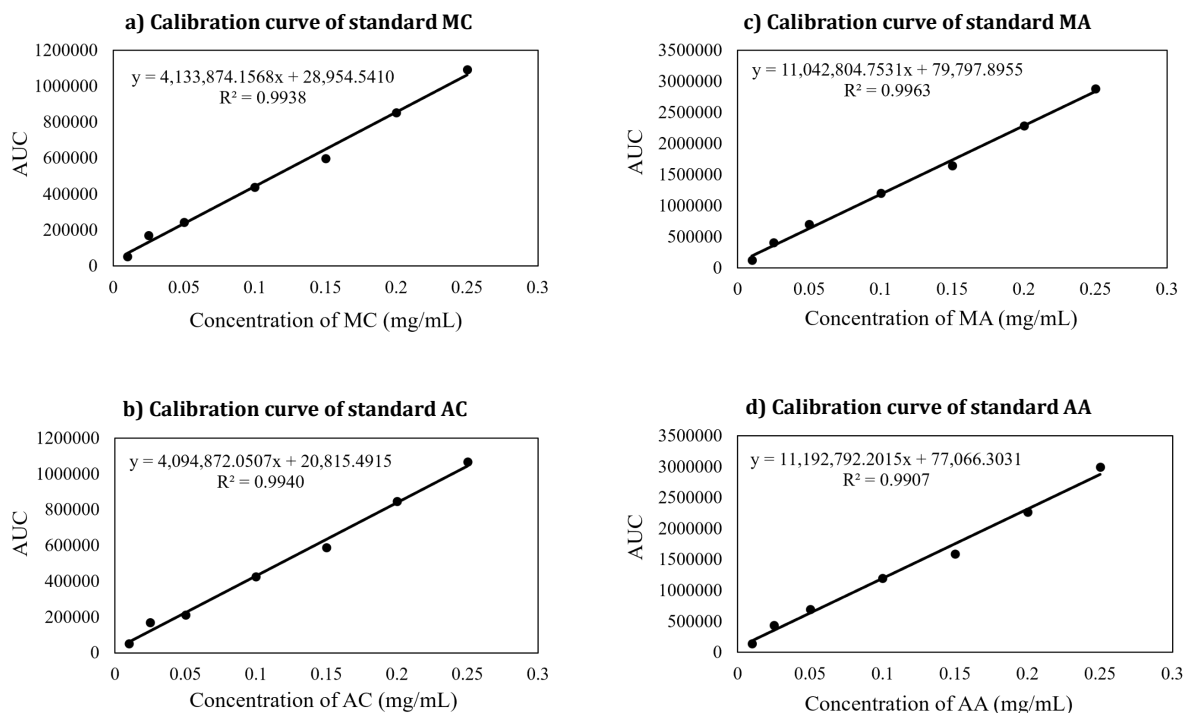 a) Calibration curve of standard MC
1200000
1000000
800000
600000
400000
200000
0
AUC
y = 4,133,874.1568x + 28,954.5410
R² = 0.9938
0 0.05 0.1 0.15 0.2 0.25 0.3
Concentration of MC (mg/mL)
c) Calibration curve of standard MA
3500000
3000000
2500000
2000000
1500000
1000000
500000
0
AUC
y = 11,042,804.7531x + 79,797.8955
R² = 0.9963
0 0.05 0.1 0.15 0.2 0.25 0.3
Concentration of MA (mg/mL)
b) Calibration curve of standard AC
1200000
1000000
800000
600000
400000
200000
0
AUC
y = 4,094,872.0507x + 20,815.4915
R² = 0.9940
0 0.05 0.1 0.15 0.2 0.25 0.3
Concentration of AC (mg/mL)
d) Calibration curve of standard AA
3500000
3000000
2500000
2000000
1500000
1000000
500000
0
AUC
y = 11,192,792.2015x + 77,066.3031
R² = 0.9907
0 0.05 0.1 0.15 0.2 0.25 0.3
Concentration of AA (mg/mL)